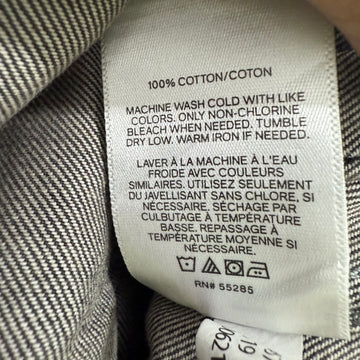 100% COTTON/COTON
MACHINE WASH COLD WITH LIKE
COLORS. ONLY NON-CHLORINE
BLEACH WHEN NEEDED. TUMBLE
DRY LOW. WARM IRON IF NEEDED.
LAVER À LA MACHINE À L'EAU
FROIDE AVEC COULEURS
SIMILAIRES. UTILISEZ SEULEMENT
DU JAVELLISANT SANS CHLORE, SI
NÉCESSAIRE. SÉCHAGE PAR
CULBUTAGE À TEMPÉRATURE
BASSE. REPASSAGE À
TEMPÉRATURE MOYENNE SI
NÉCESSAIRE.
RN# 55285